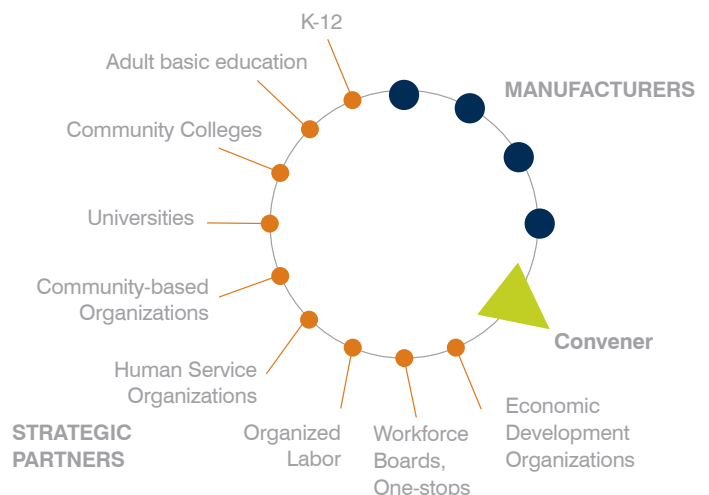 K-12
Adult basic education
MANUFACTURERS
Community Colleges
Universities
Community-based
Organizations
Convener
Human Service
Organizations
Economic
Development
Organizations
Organized
Labor
Workforce
Boards,
One-stops
STRATEGIC
PARTNERS